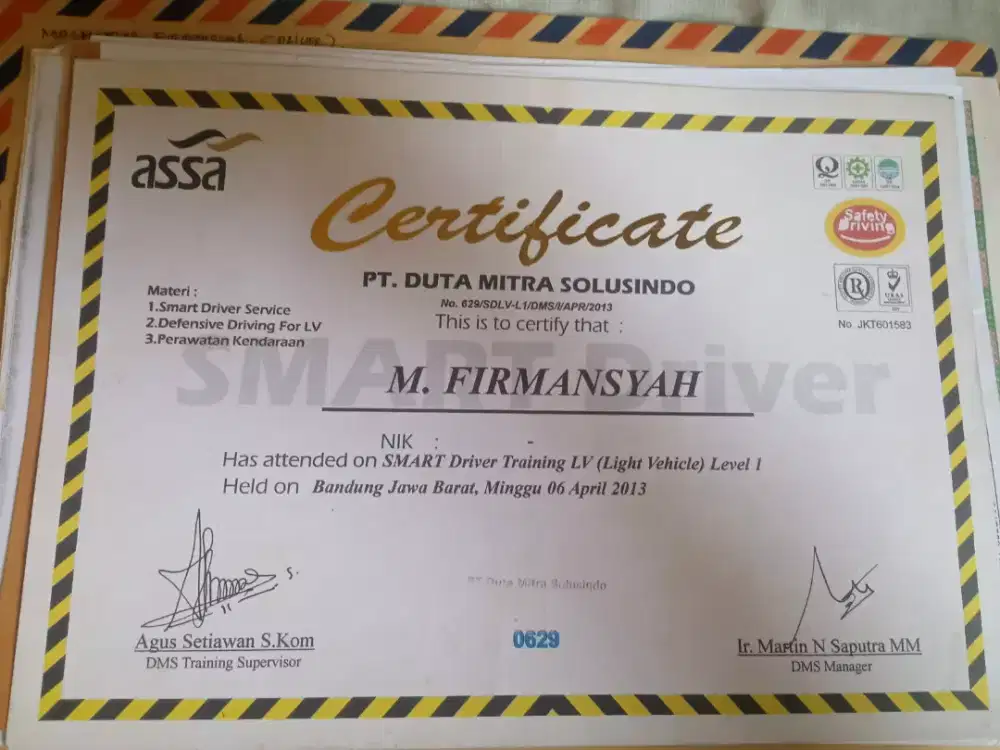 assa
Certificate
Safety
Driving
PT. DUTA MITRA SOLUSINDO
No. 629/SDLV-L1/DMS/I/APR/2013
This is to certify that :
Materi :
1.Smart Driver Service
2.Defensive Driving For LV
3.Perawatan Kendaraan
UKAS
No. JKT601583
SMART Driver
M. FIRMANSYAH
NIK : -
Has attended on SMART Driver Training LV (Light Vehicle) Level 1
Held on Bandung Jawa Barat, Minggu 06 April 2013
PT Duta Mitra Solusindo
0629
Agus Setiawan S.Kom
DMS Training Supervisor
Ir. Martin N Saputra MM
DMS Manager